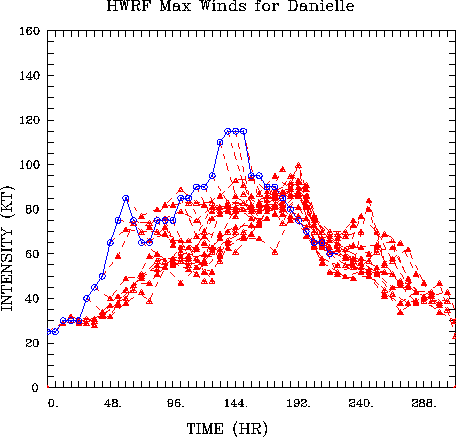 HWRF Max Winds for Danielle
160
140
120
100
80
60
40
20
0
INTENSITY (KT)
0. 48. 96. 144. 192. 240. 288.
TIME (HR)